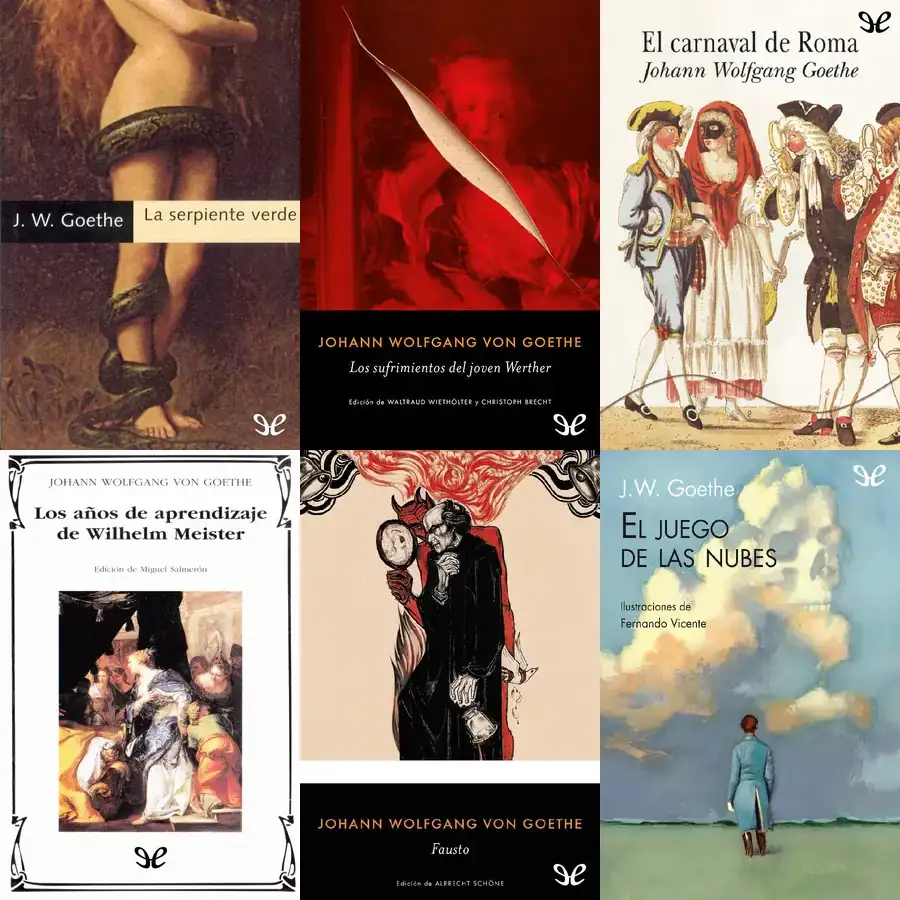 J. W. Goethe
La serpiente verde
JOHANN WOLFGANG VON GOETHE
Los sufrimientos del joven Werther
Edición de WALTRAUD WIETHÖLTER y CHRISTOPH BRECHT
El carnaval de Roma
Johann Wolfgang Goethe
JOHANN WOLFGANG VON GOETHE
Los años de aprendizaje
de Wilhelm Meister
Edición de Miguel Salmerón
JOHANN WOLFGANG VON GOETHE
Fausto
Edición de ALBRECHT SCHÖNE
J.W. Goethe
EL JUEGO
DE LAS NUBES
Ilustraciones de
Fernando Vicente